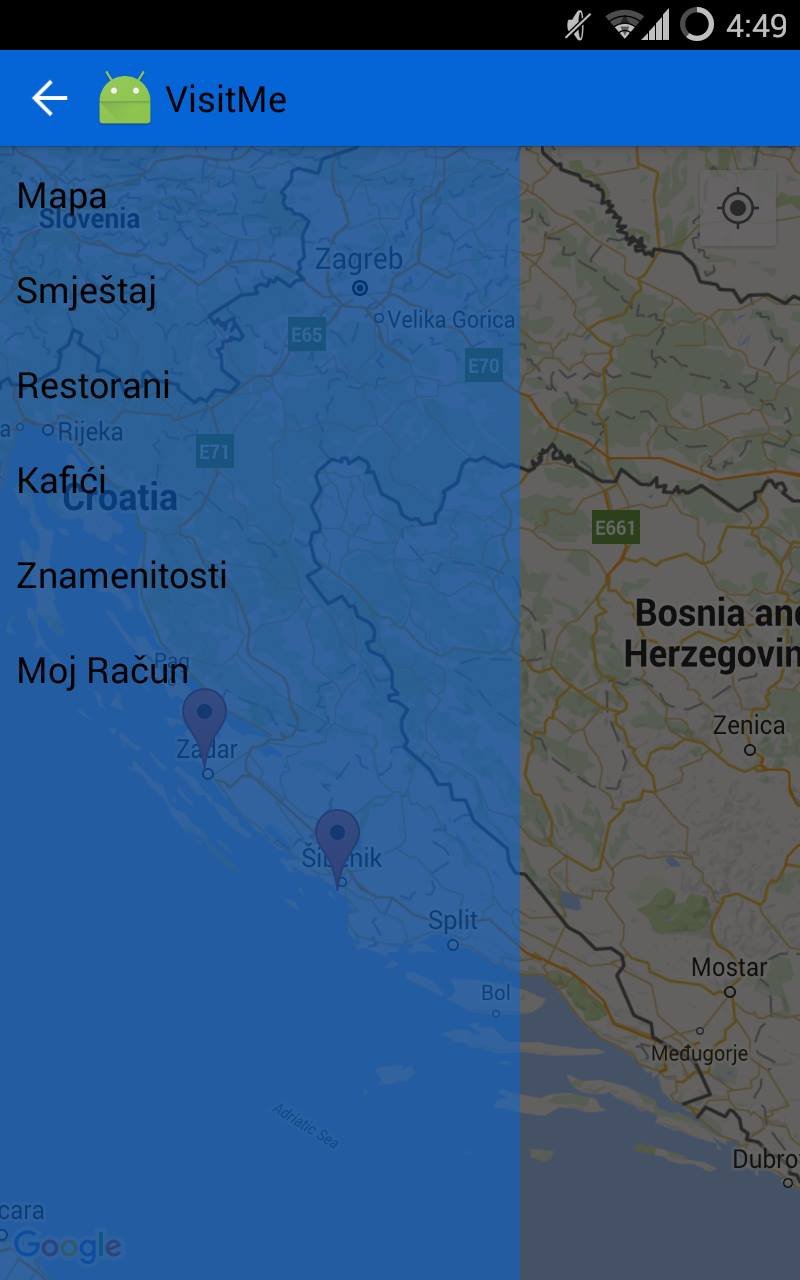 4:49
VisitMe
Mapa
Slovenia
Zagreb
Smještaj
Velika Gorica
E65
E70
Restorani
a
Rijeka
E71
Kafići
Croatia
E661
Znamenitosti
Bosnia and
Herzegovin
Pag
Moj Račun
Zadar
Zenica
Šibenik
Split
Mostar
Bol
Međugorje
Adriatic Sea
Dubro
cara
Google